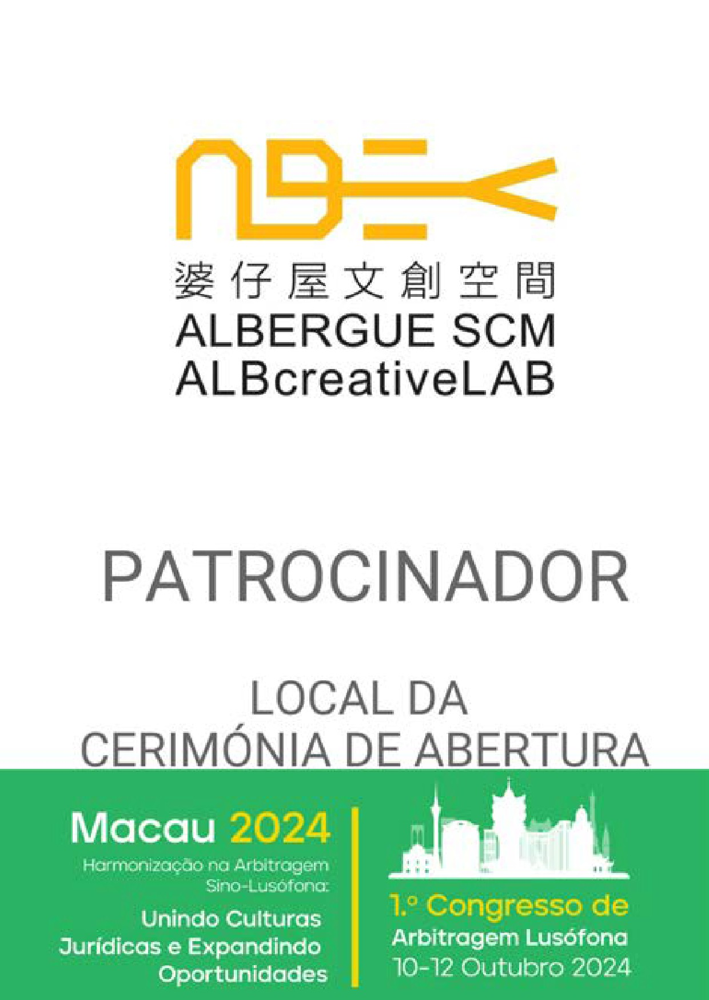 婆仔屋文創空間
ALBERGUE SCM
ALBcreativeLAB
PATROCINADOR
LOCAL DA
CERIMÓNIA DE ABERTURA
Macau 2024
Harmonização na Arbitragem
Sino-Lusófona:
Unindo Culturas
Jurídicas e Expandindo
Oportunidades
1.º Congresso de
Arbitragem Lusófona
10-12 Outubro 2024